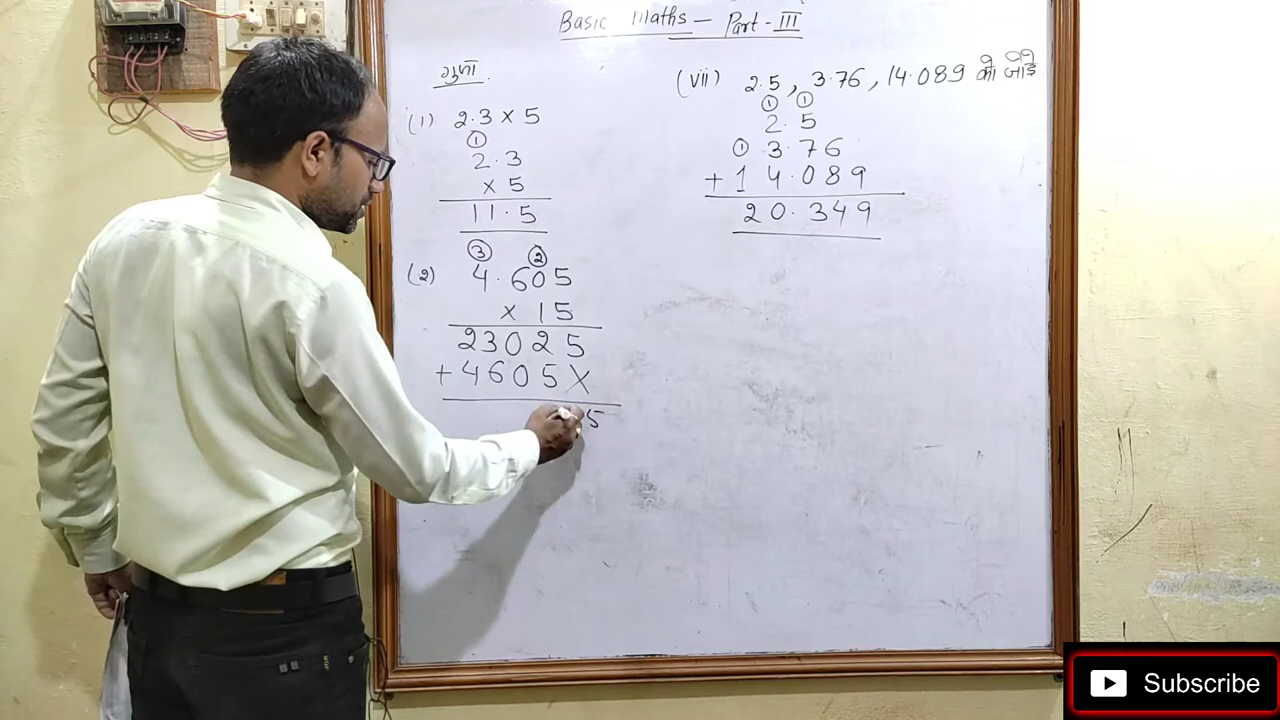 Basic Maths - Part - III
गुणा
(1) 2.3 × 5
①
2.3
× 5
11.5
③ ②
(2) 4.605
× 15
23025
+ 4605X
5
(vii) 2.5, 3.76, 14.089
① ①
2.5
① 3.76
+ 14.089
20.349
Subscribe